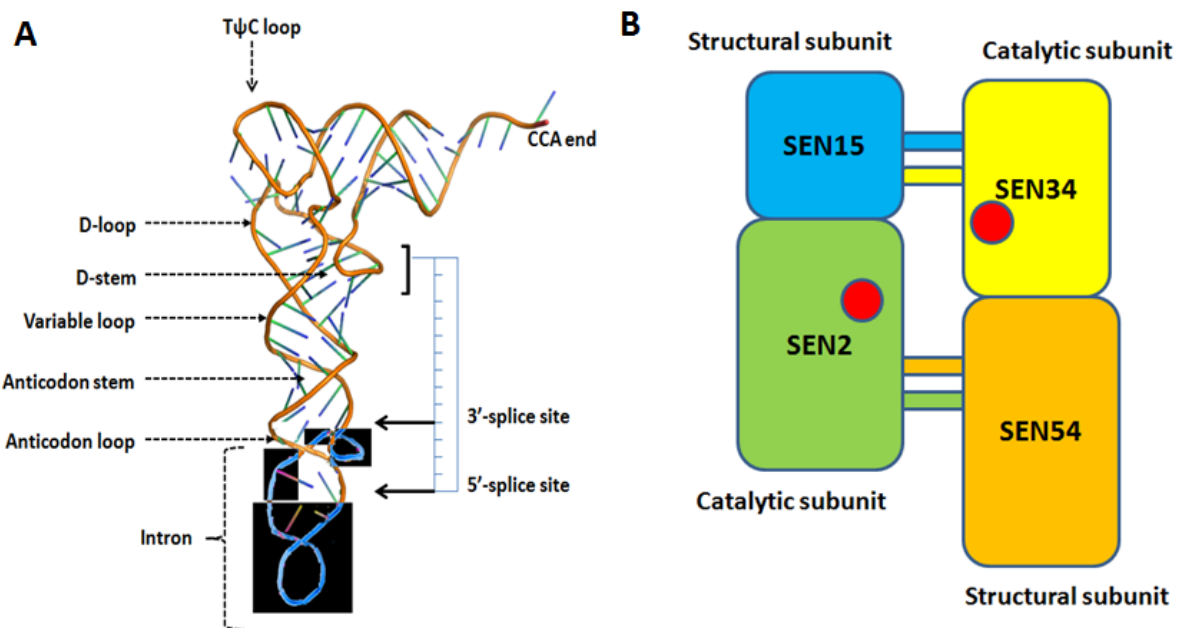 A
TψC loop
CCA end
D-loop
D-stem
Variable loop
Anticodon stem
3'-splice site
Anticodon loop
5'-splice site
Intron
B
Structural subunit
Catalytic subunit
SEN15
SEN34
SEN2
SEN54
Catalytic subunit
Structural subunit